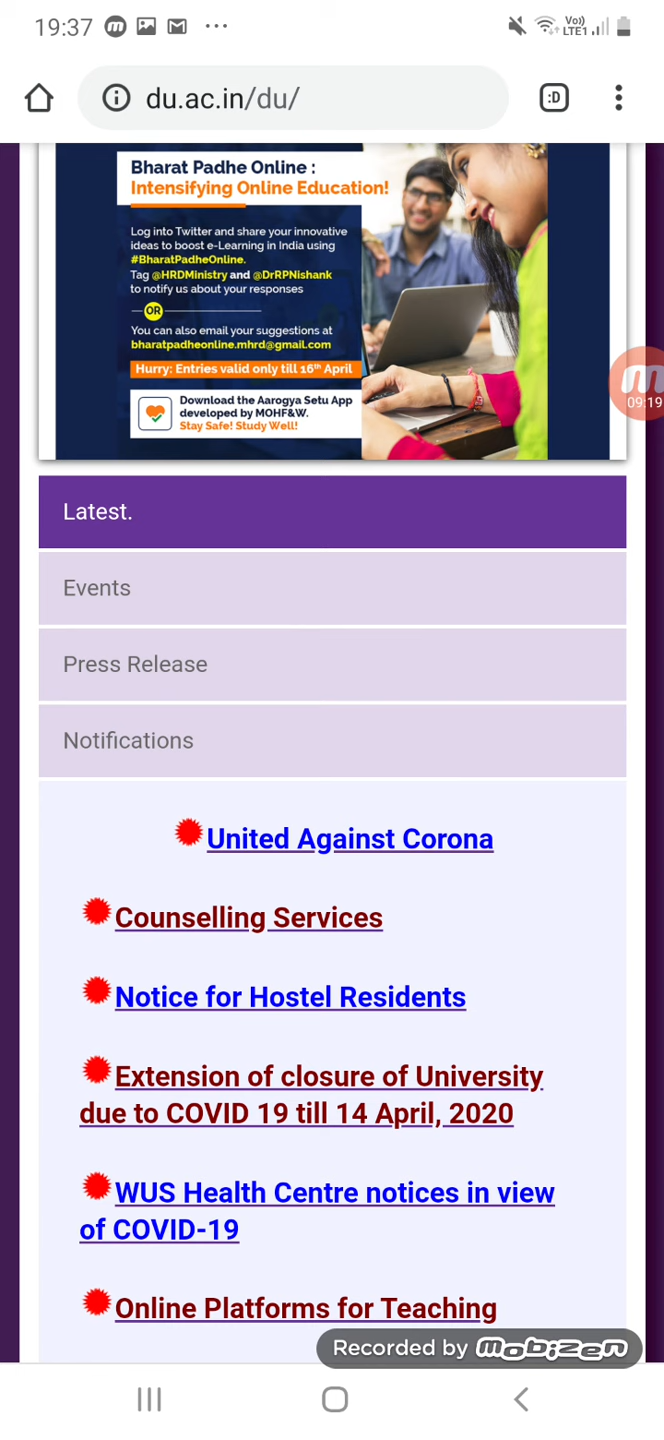 19:37
Vo))
LTE1
du.ac.in/du/
:D
Bharat Padhe Online :
Intensifying Online Education!
Log into Twitter and share your innovative
ideas to boost e-Learning in India using
#BharatPadheOnline.
Tag @HRDMinistry and @DrRPNishank
to notify us about your responses
OR
You can also email your suggestions at
bharatpadheonline.mhrd@gmail.com
Hurry: Entries valid only till 16th April
Download the Aarogya Setu App
developed by MOHF&W.
Stay Safe! Study Well!
09:19
Latest.
Events
Press Release
Notifications
United Against Corona
Counselling Services
Notice for Hostel Residents
Extension of closure of University
due to COVID 19 till 14 April, 2020
WUS Health Centre notices in view
of COVID-19
Online Platforms for Teaching
Recorded by mobizen